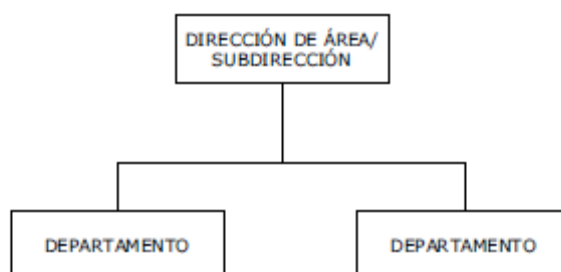 DIRECCIÓN DE ÁREA/
SUBDIRECCIÓN
DEPARTAMENTO
DEPARTAMENTO